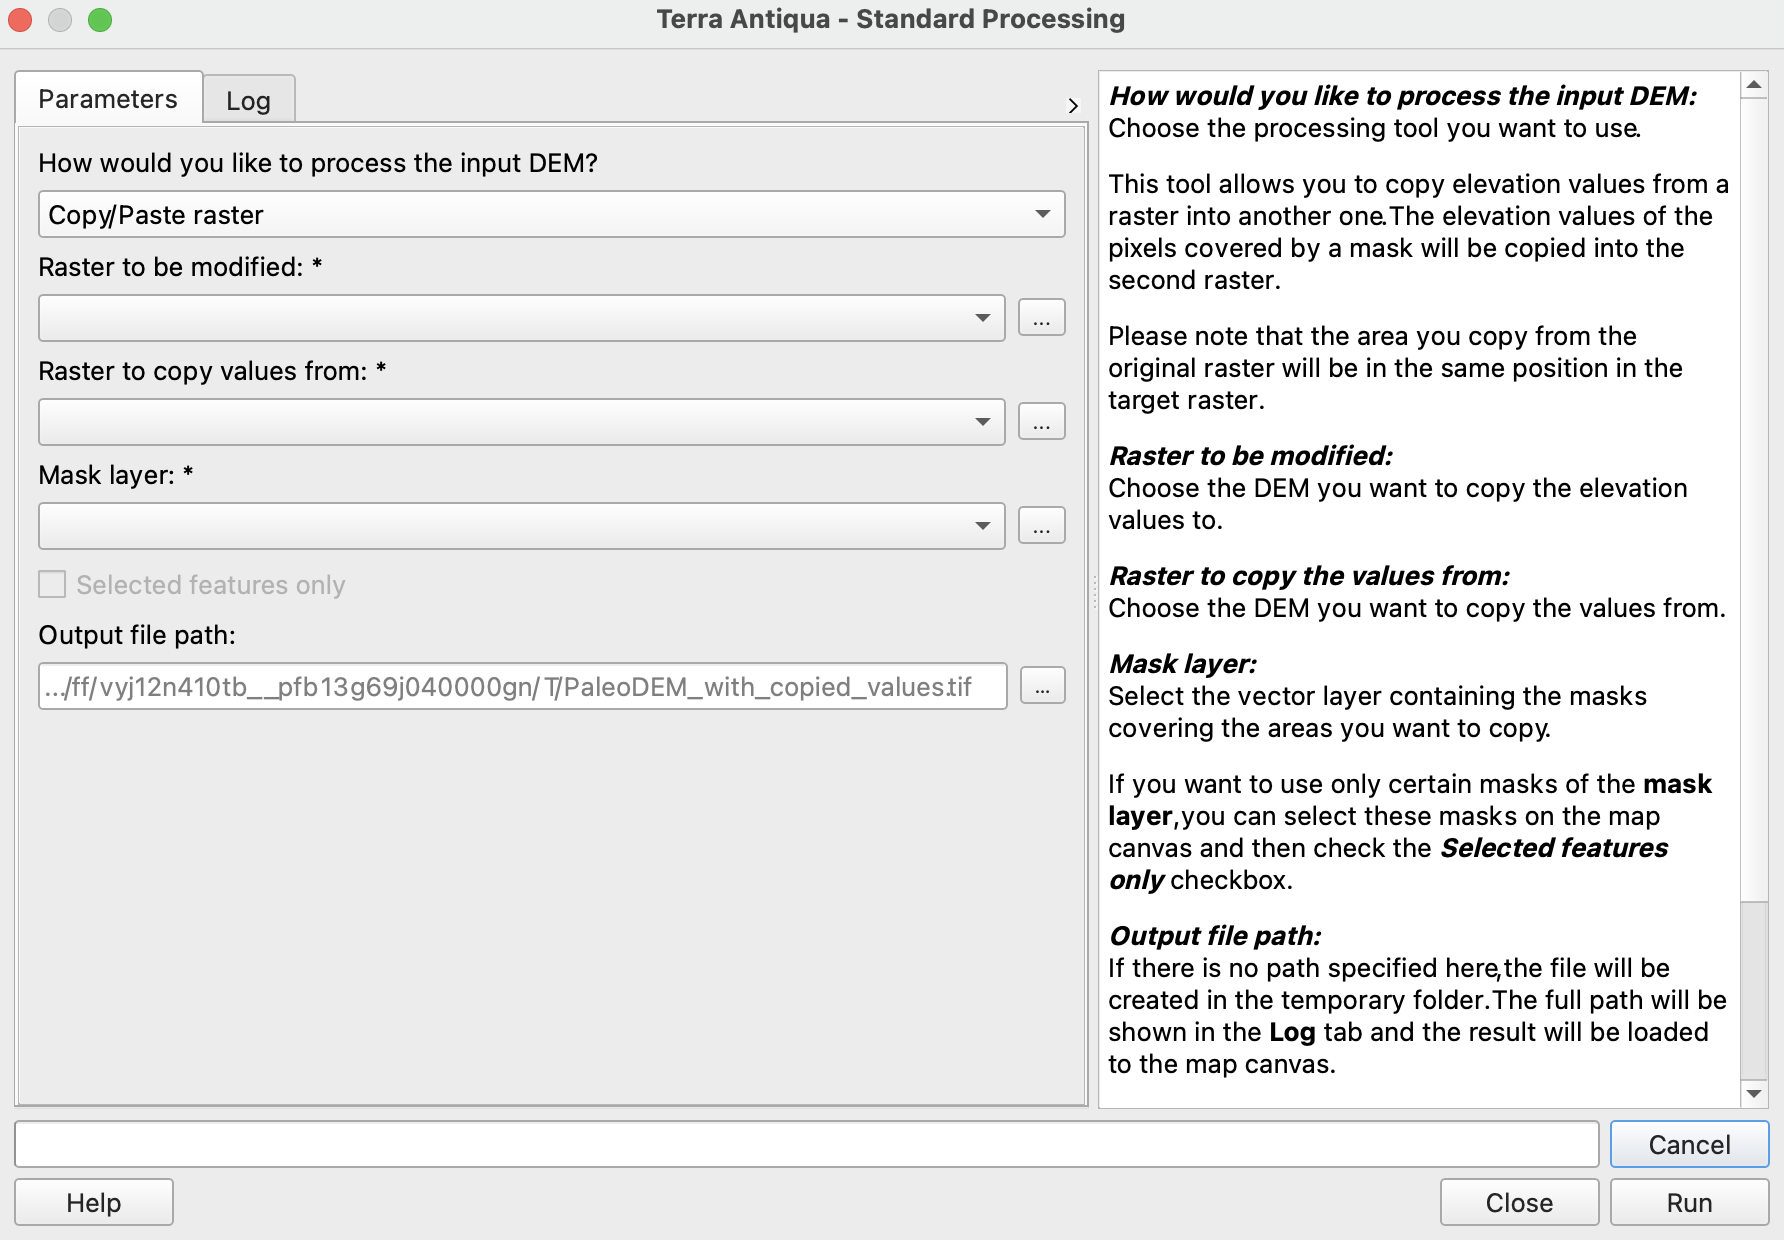 Terra Antiqua - Standard Processing
Parameters
Log
How would you like to process the input DEM?
Copy/Paste raster
Raster to be modified: *
...
Raster to copy values from: *
...
Mask layer: *
...
Selected features only
Output file path:
.../ff/vyj12n410tb__pfb13g69j040000gn/T/PaleoDEM_with_copied_values.tif
...
How would you like to process the input DEM:
Choose the processing tool you want to use.
This tool allows you to copy elevation values from a
raster into another one.The elevation values of the
pixels covered by a mask will be copied into the
second raster.
Please note that the area you copy from the
original raster will be in the same position in the
target raster.
Raster to be modified:
Choose the DEM you want to copy the elevation
values to.
Raster to copy the values from:
Choose the DEM you want to copy the values from.
Mask layer:
Select the vector layer containing the masks
covering the areas you want to copy.
If you want to use only certain masks of the mask
layer,you can select these masks on the map
canvas and then check the Selected features
only checkbox.
Output file path:
If there is no path specified here,the file will be
created in the temporary folder.The full path will be
shown in the Log tab and the result will be loaded
to the map canvas.
Cancel
Help
Close
Run